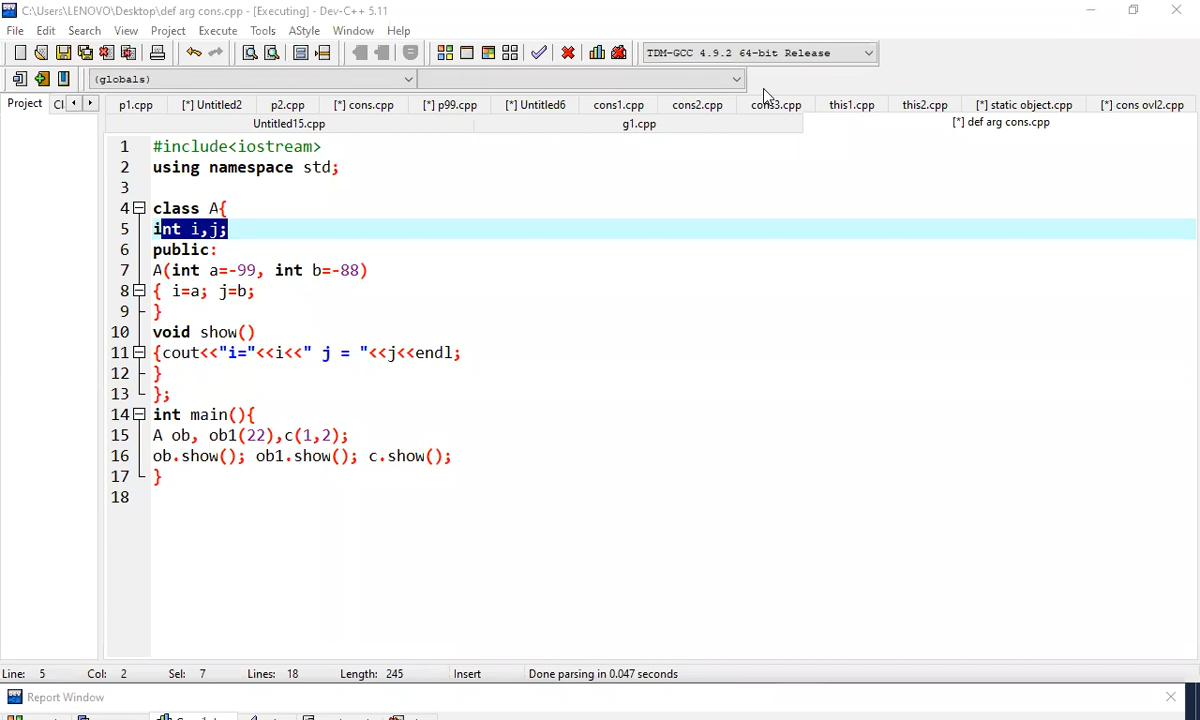 C:\Users\LENOVO\Desktop\def arg cons.cpp - [Executing] - Dev-C++ 5.11
File Edit Search View Project Execute Tools AStyle Window Help
TDM-GCC 4.9.2 64-bit Release
(globals)
Project Cl p1.cpp [*] Untitled2 p2.cpp [*] cons.cpp [*] p99.cpp [*] Untitled6 cons1.cpp cons2.cpp cons3.cpp this1.cpp this2.cpp [*] static object.cpp [*] cons ovl2.cpp
Untitled15.cpp g1.cpp [*] def arg cons.cpp
1 #include<iostream>
2 using namespace std;
3
4 class A{
5 int i,j;
6 public:
7 A(int a=-99, int b=-88)
8 { i=a; j=b;
9 }
10 void show()
11 {cout<<"i="<<i<<" j = "<<j<<endl;
12 }
13 };
14 int main(){
15 A ob, ob1(22),c(1,2);
16 ob.show(); ob1.show(); c.show();
17 }
18
Line: 5 Col: 2 Sel: 7 Lines: 18 Length: 245 Insert Done parsing in 0.047 seconds
Report Window